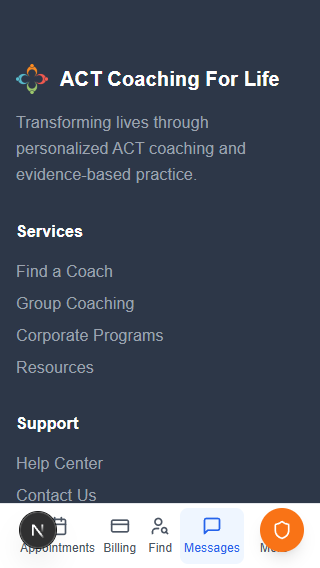 ACT Coaching For Life
Transforming lives through
personalized ACT coaching and
evidence-based practice.
Services
Find a Coach
Group Coaching
Corporate Programs
Resources
Support
Help Center
Contact Us
N
Appointments Billing Find Messages